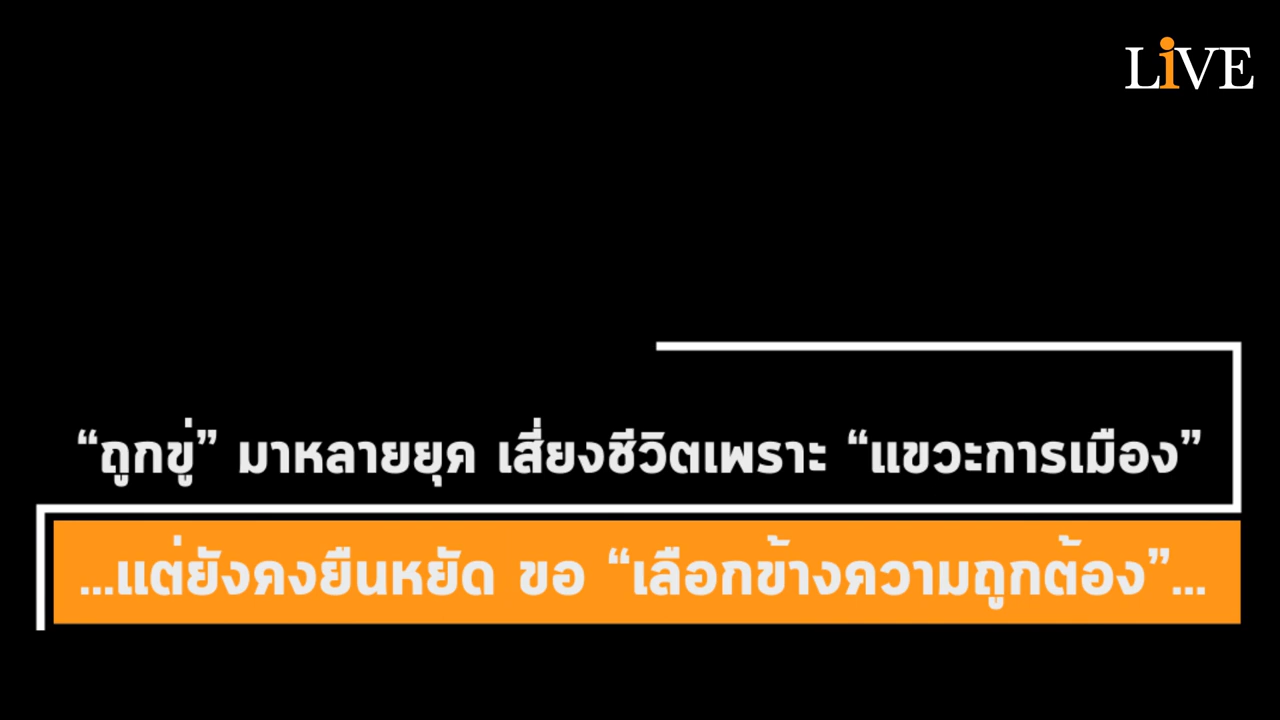 LiVE
“ถูกขู่” มาหลายยุค เสี่ยงชีวิตเพราะ “แขวะการเมือง”
...แต่ยังคงยืนหยัด ขอ “เลือกข้างความถูกต้อง”...